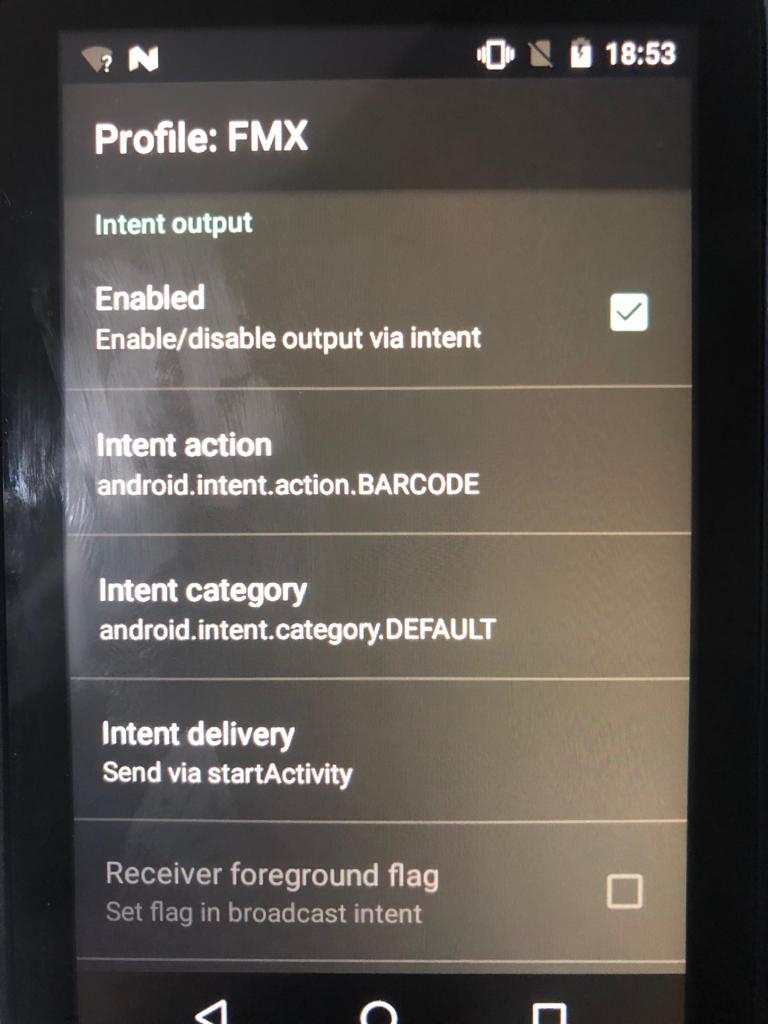 18:53
Profile: FMX
Intent output
Enabled
Enable/disable output via intent
Intent action
android.intent.action.BARCODE
Intent category
android.intent.category.DEFAULT
Intent delivery
Send via startActivity
Receiver foreground flag
Set flag in broadcast intent